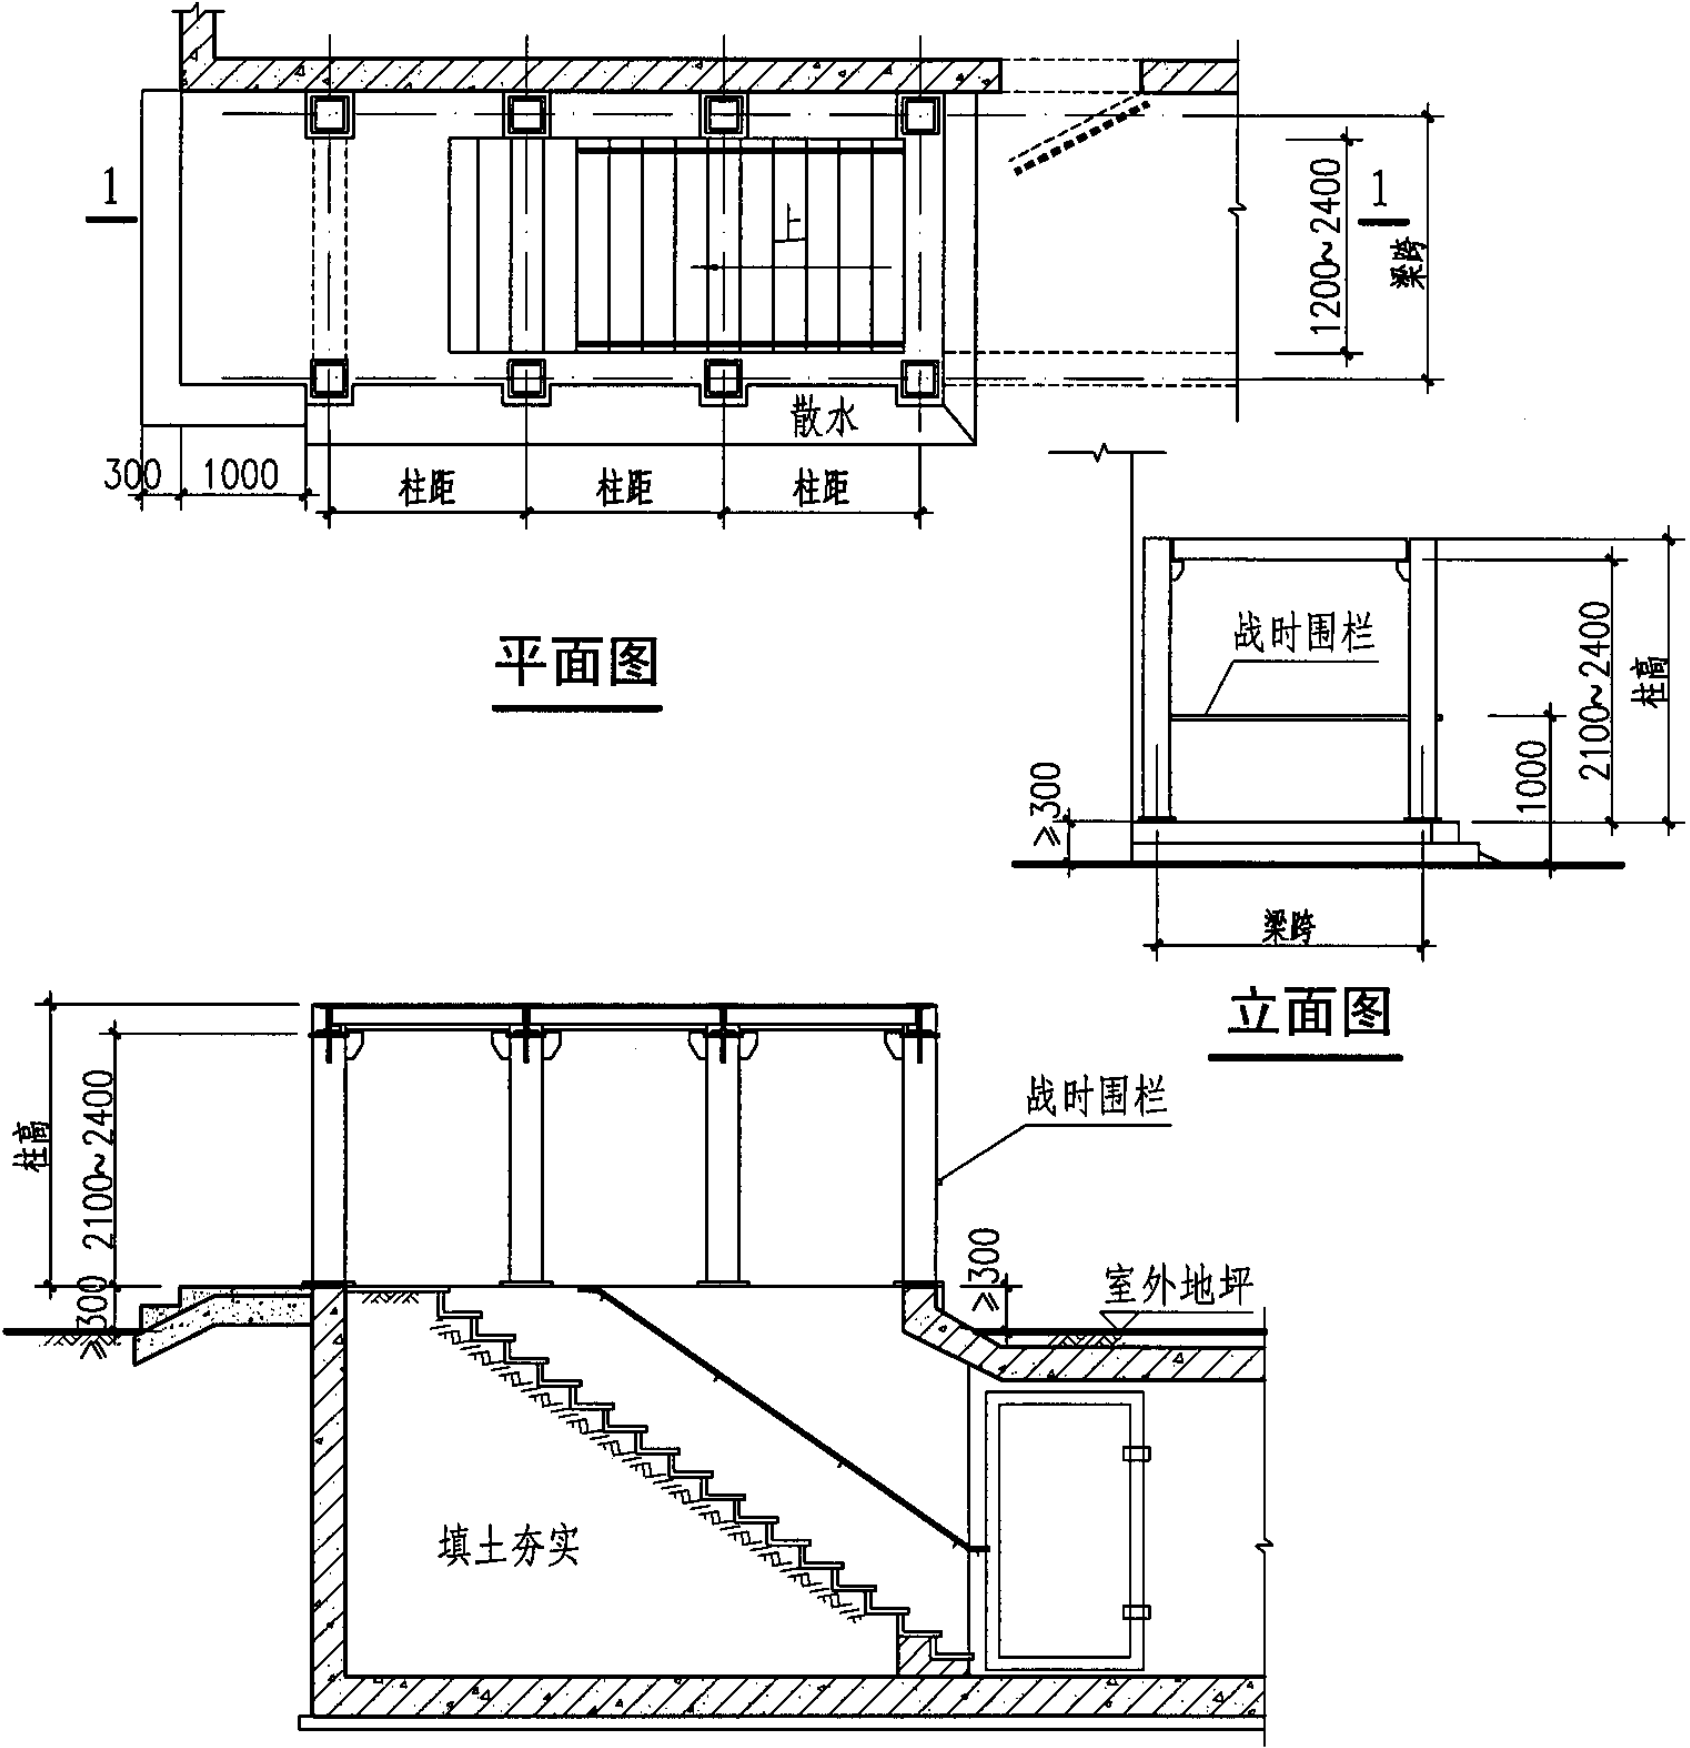 1
上
1200~2400
1
梁跨
散水
300
1000
柱距
柱距
柱距
平面图
战时围栏
2100~2400
柱高
1000
≥300
梁跨
立面图
柱高
2100~2400
≥300
战时围栏
≥300
室外地坪
填土夯实